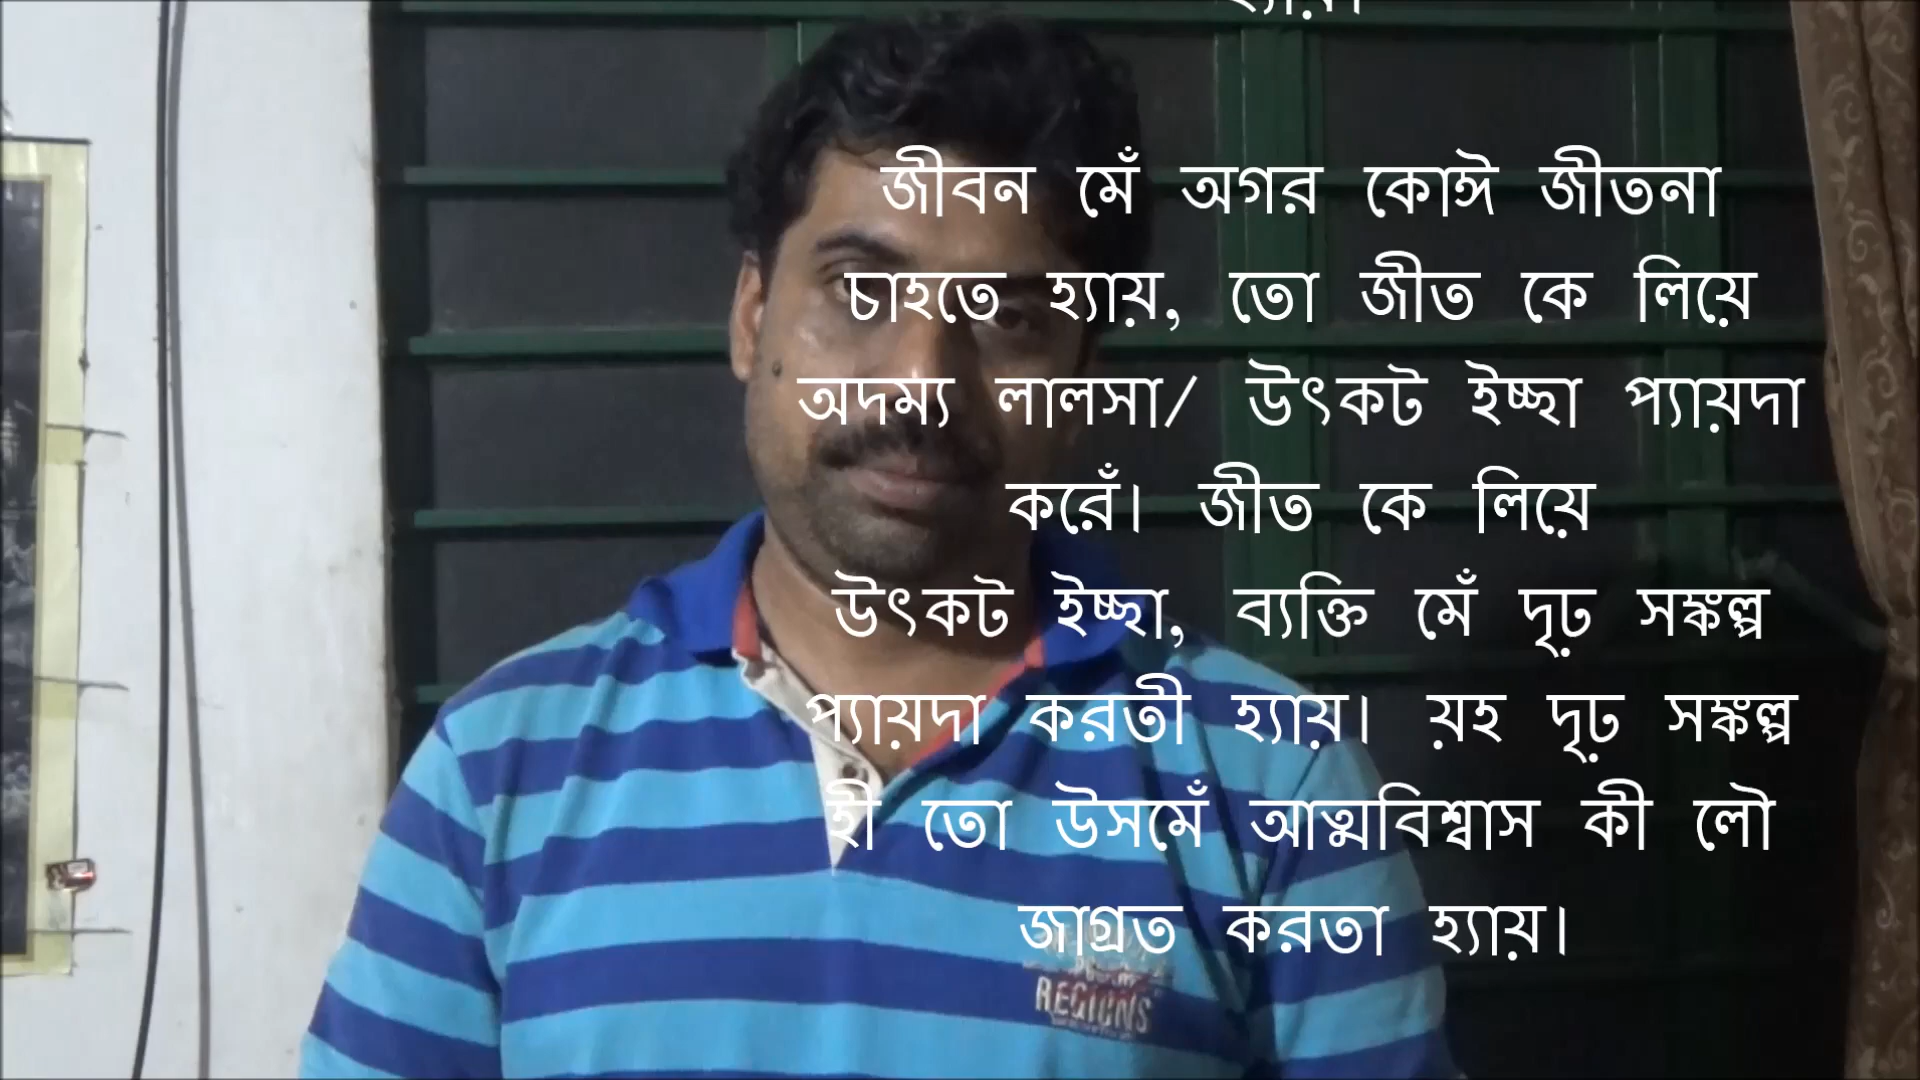 জীবন মেঁ অগর কোঈ জীতনা
চাহতে হ্যায়, তো জীত কে লিয়ে
অদম্য লালসা/ উৎকট ইচ্ছা প্যায়দা
করেঁ। জীত কে লিয়ে
উৎকট ইচ্ছা, ব্যক্তি মেঁ দৃঢ় সঙ্কল্প
প্যায়দা করতী হ্যায়। য়হ দৃঢ় সঙ্কল্প
হী তো উসমেঁ আত্মবিশ্বাস কী লৌ
জাগ্রত করতা হ্যায়।
REGIONS